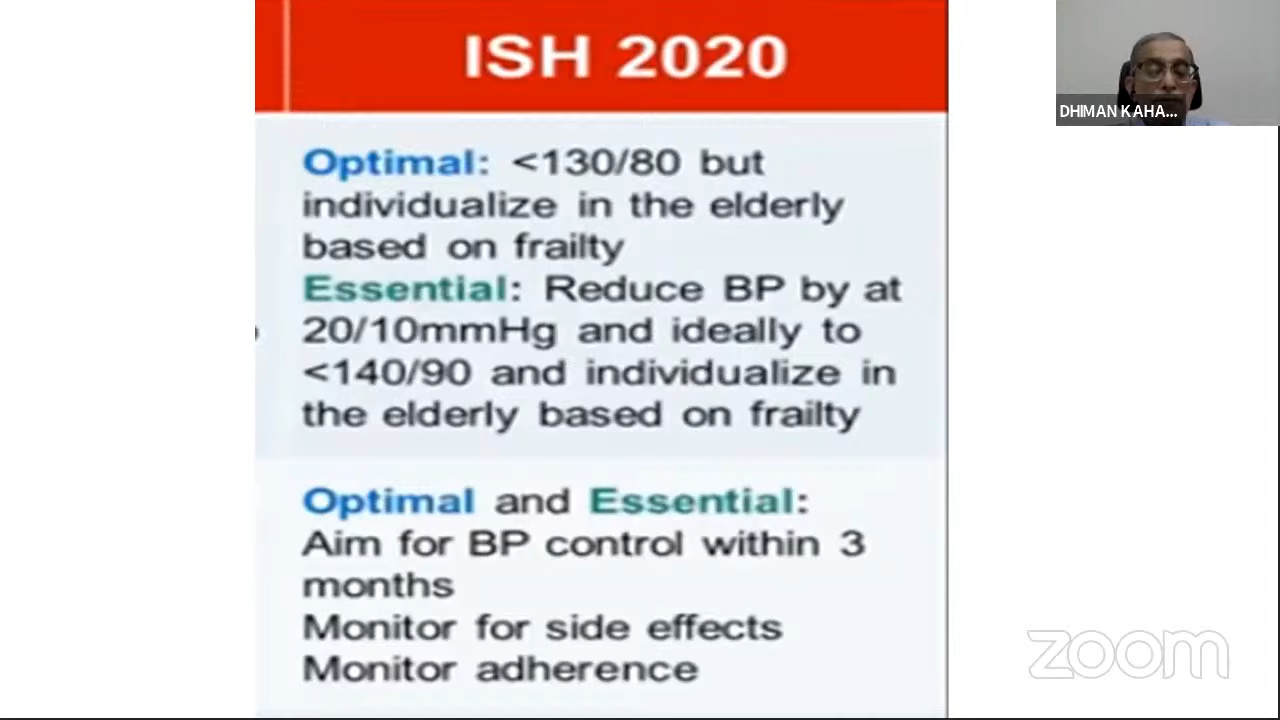 ISH 2020
DHIMAN KAHA...
Optimal: <130/80 but
individualize in the elderly
based on frailty
Essential: Reduce BP by at
20/10mmHg and ideally to
<140/90 and individualize in
the elderly based on frailty
Optimal and Essential:
Aim for BP control within 3
months
Monitor for side effects
Monitor adherence
zoom